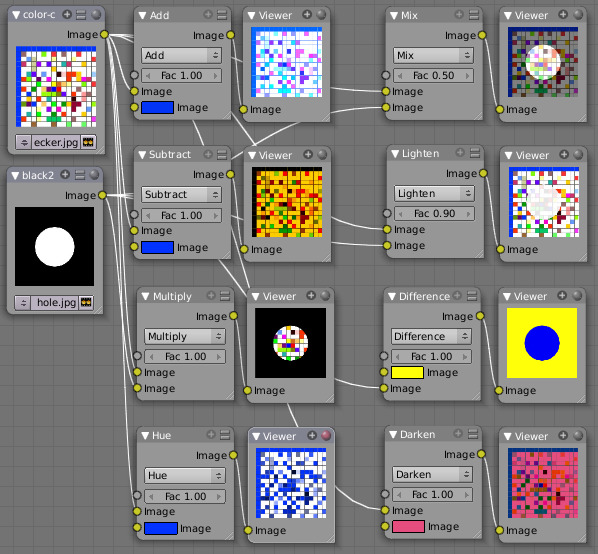 color-c
Image
ecker.jpg
black2
Image
hole.jpg
Add
Image
Add
Fac 1.00
Image
Image
Viewer
Image
Subtract
Image
Subtract
Fac 1.00
Image
Image
Viewer
Image
Multiply
Image
Multiply
Fac 1.00
Image
Image
Viewer
Image
Hue
Image
Hue
Fac 1.00
Image
Image
Viewer
Image
Mix
Image
Mix
Fac 0.50
Image
Image
Viewer
Image
Lighten
Image
Lighten
Fac 0.90
Image
Image
Viewer
Image
Difference
Image
Difference
Fac 1.00
Image
Image
Viewer
Image
Darken
Image
Darken
Fac 1.00
Image
Image
Viewer
Image